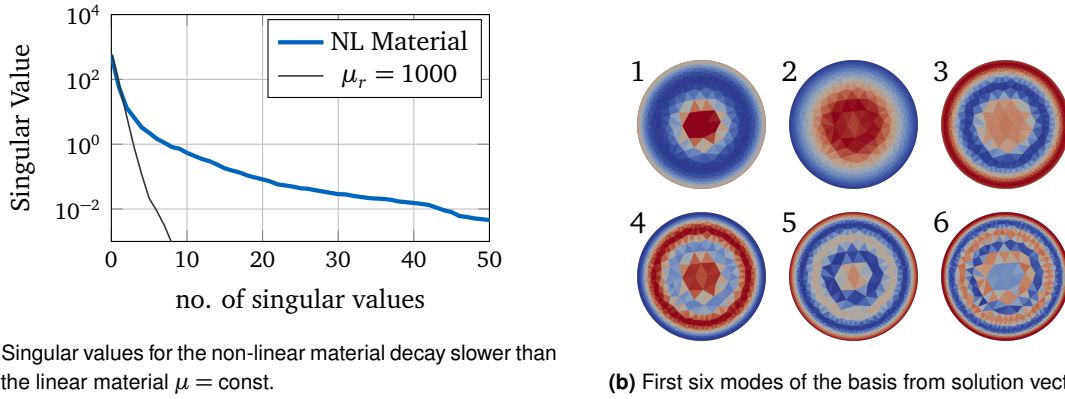 10^4
10^2
10^0
10^{-2}
Singular Value
NL Material
μ_r = 1000
0 10 20 30 40 50
no. of singular values
Singular values for the non-linear material decay slower than
the linear material μ = const.
1 2 3
4 5 6
(b) First six modes of the basis from solution vect